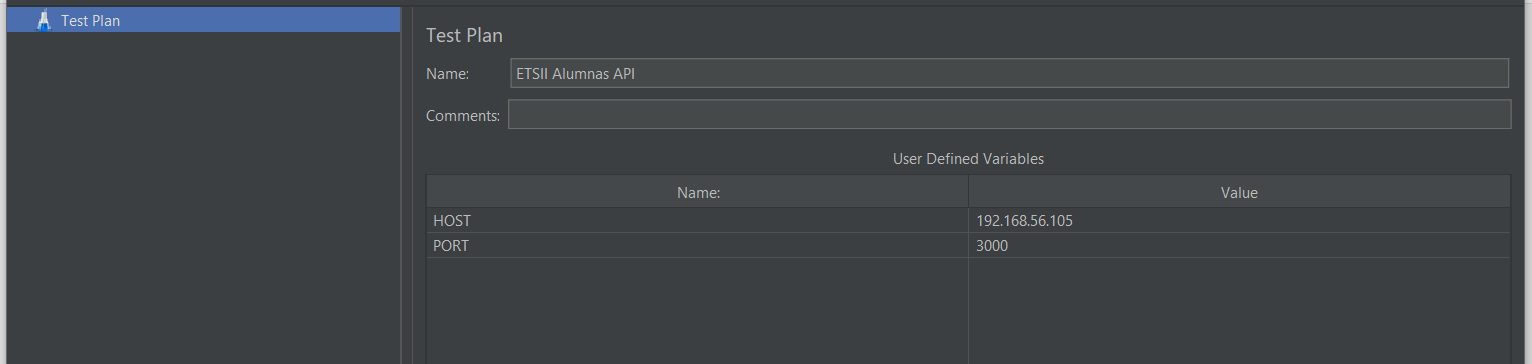 Test Plan
Test Plan
Name: ETSII Alumnas API
Comments:
User Defined Variables
Name: Value
HOST 192.168.56.105
PORT 3000